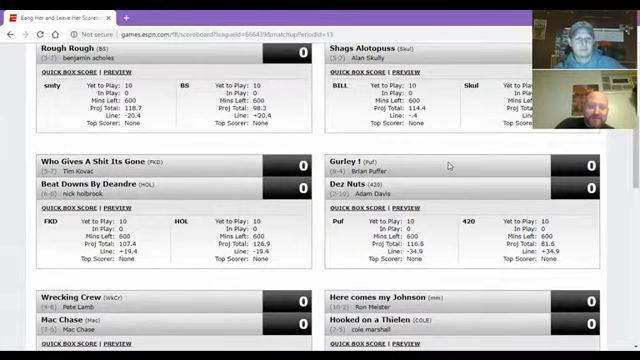 Bang Her and Leave Her Scorebo
Not secure | games.espn.com/ffl/scoreboard?leagueId=666439&matchupPeriodId=13
Rough Rough (BS)
(5-7) benjamin acholes
0
QUICK BOX SCORE | PREVIEW
smty Yet to Play: 10 BS Yet to Play: 10
In Play: 0 In Play: 0
Mins Left: 600 Mins Left: 600
Proj Total: 118.7 Proj Total: 98.3
Line: -20.4 Line: +20.4
Top Scorer: None Top Scorer: None
Shags Alotopuss (Skul)
(5-7) Alan Skully
QUICK BOX SCORE | PREVIEW
BILL Yet to Play: 10 Skul Yet to Play: 10
In Play: 0
Mins Left: 600
Proj Total: 114.4
Line: -.4
Top Scorer: None Top Scorer: None
Who Gives A Shit Its Gone (FKD)
(5-7) Tim Kovac
0
Beat Downs By Deandre (HOL)
(6-6) nick holbrook
0
QUICK BOX SCORE | PREVIEW
FKD Yet to Play: 10 HOL Yet to Play: 10
In Play: 0 In Play: 0
Mins Left: 600 Mins Left: 600
Proj Total: 107.4 Proj Total: 126.9
Line: +19.4 Line: -19.4
Top Scorer: None Top Scorer: None
Gurley ! (Puf)
(8-4) Brian Puffer
0
Dez Nuts (420)
(2-10) Adam Davis
0
QUICK BOX SCORE | PREVIEW
Puf Yet to Play: 10 420 Yet to Play: 10
In Play: 0 In Play: 0
Mins Left: 600 Mins Left: 600
Proj Total: 116.6 Proj Total: 81.6
Line: -34.9 Line: +34.9
Top Scorer: None Top Scorer: None
Wrecking Crew (WkCr)
(4-8) Pete Lamb
0
Mac Chase (Mac)
(7-5) Mac Chase
0
QUICK BOX SCORE | PREVIEW
Here comes my Johnson (mm)
(10-2) Ron Meister
0
Hooked on a Thielen (COLE)
(7-5) cole marshall
0
QUICK BOX SCORE | PREVIEW